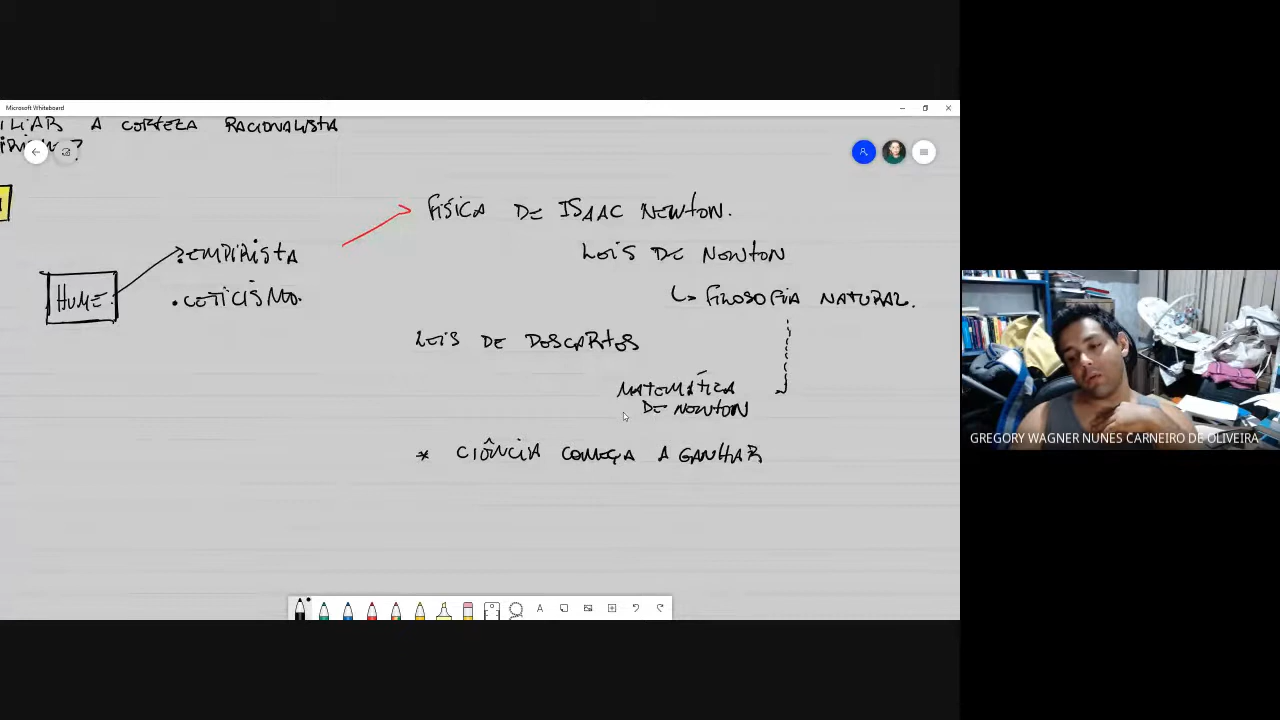 Microsoft Whiteboard
ILIAR A CERTEZA RACIONALISTA
FÍSICA DE ISAAC NEWTON.
LEIS DE NEWTON
EMPIRISTA
HUME
.CETICISMO.
FILOSOFIA NATURAL.
LEIS DE DESCARTES
MATEMÁTICA
DE NEWTON
* CIÊNCIA COMEÇA A GANHAR
GREGORY WAGNER NUNES CARNEIRO DE OLIVEIRA